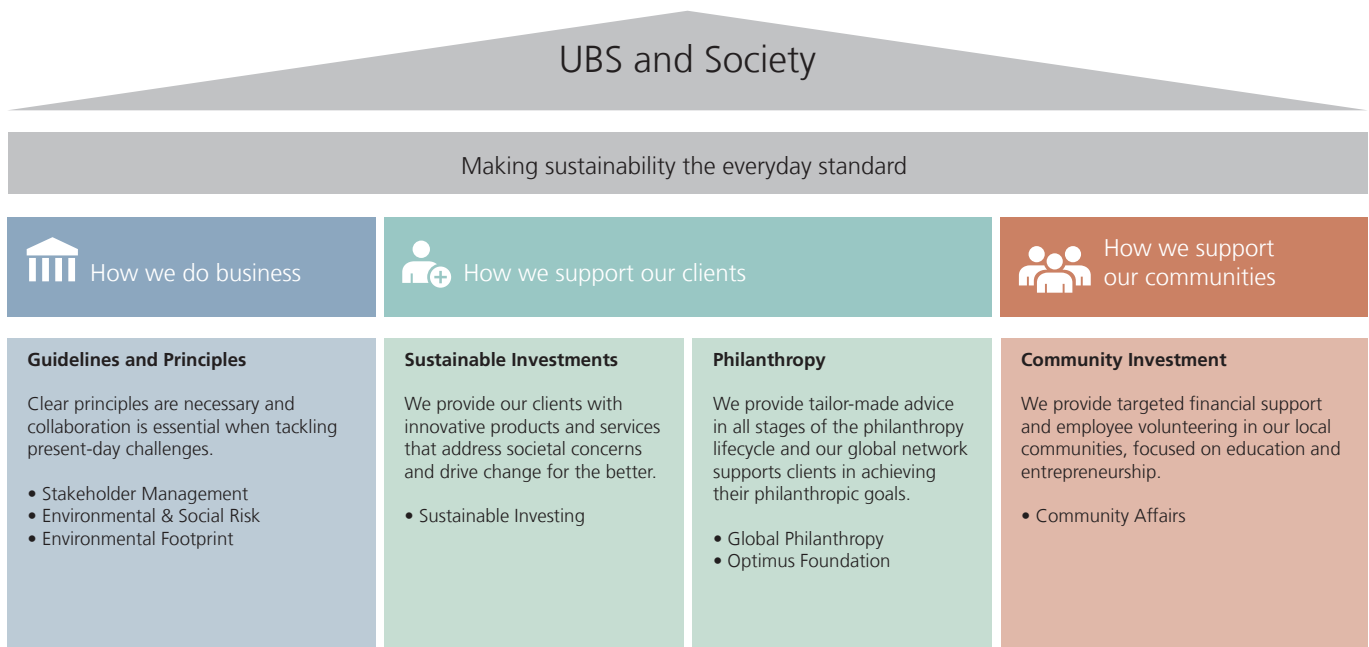 UBS and Society
Making sustainability the everyday standard
How we do business
How we support our clients
How we support
our communities
Guidelines and Principles
Clear principles are necessary and
collaboration is essential when tackling
present-day challenges.
• Stakeholder Management
• Environmental & Social Risk
• Environmental Footprint
Sustainable Investments
We provide our clients with
innovative products and services
that address societal concerns
and drive change for the better.
• Sustainable Investing
Philanthropy
We provide tailor-made advice
in all stages of the philanthropy
lifecycle and our global network
supports clients in achieving
their philanthropic goals.
• Global Philanthropy
• Optimus Foundation
Community Investment
We provide targeted financial support
and employee volunteering in our local
communities, focused on education and
entrepreneurship.
• Community Affairs